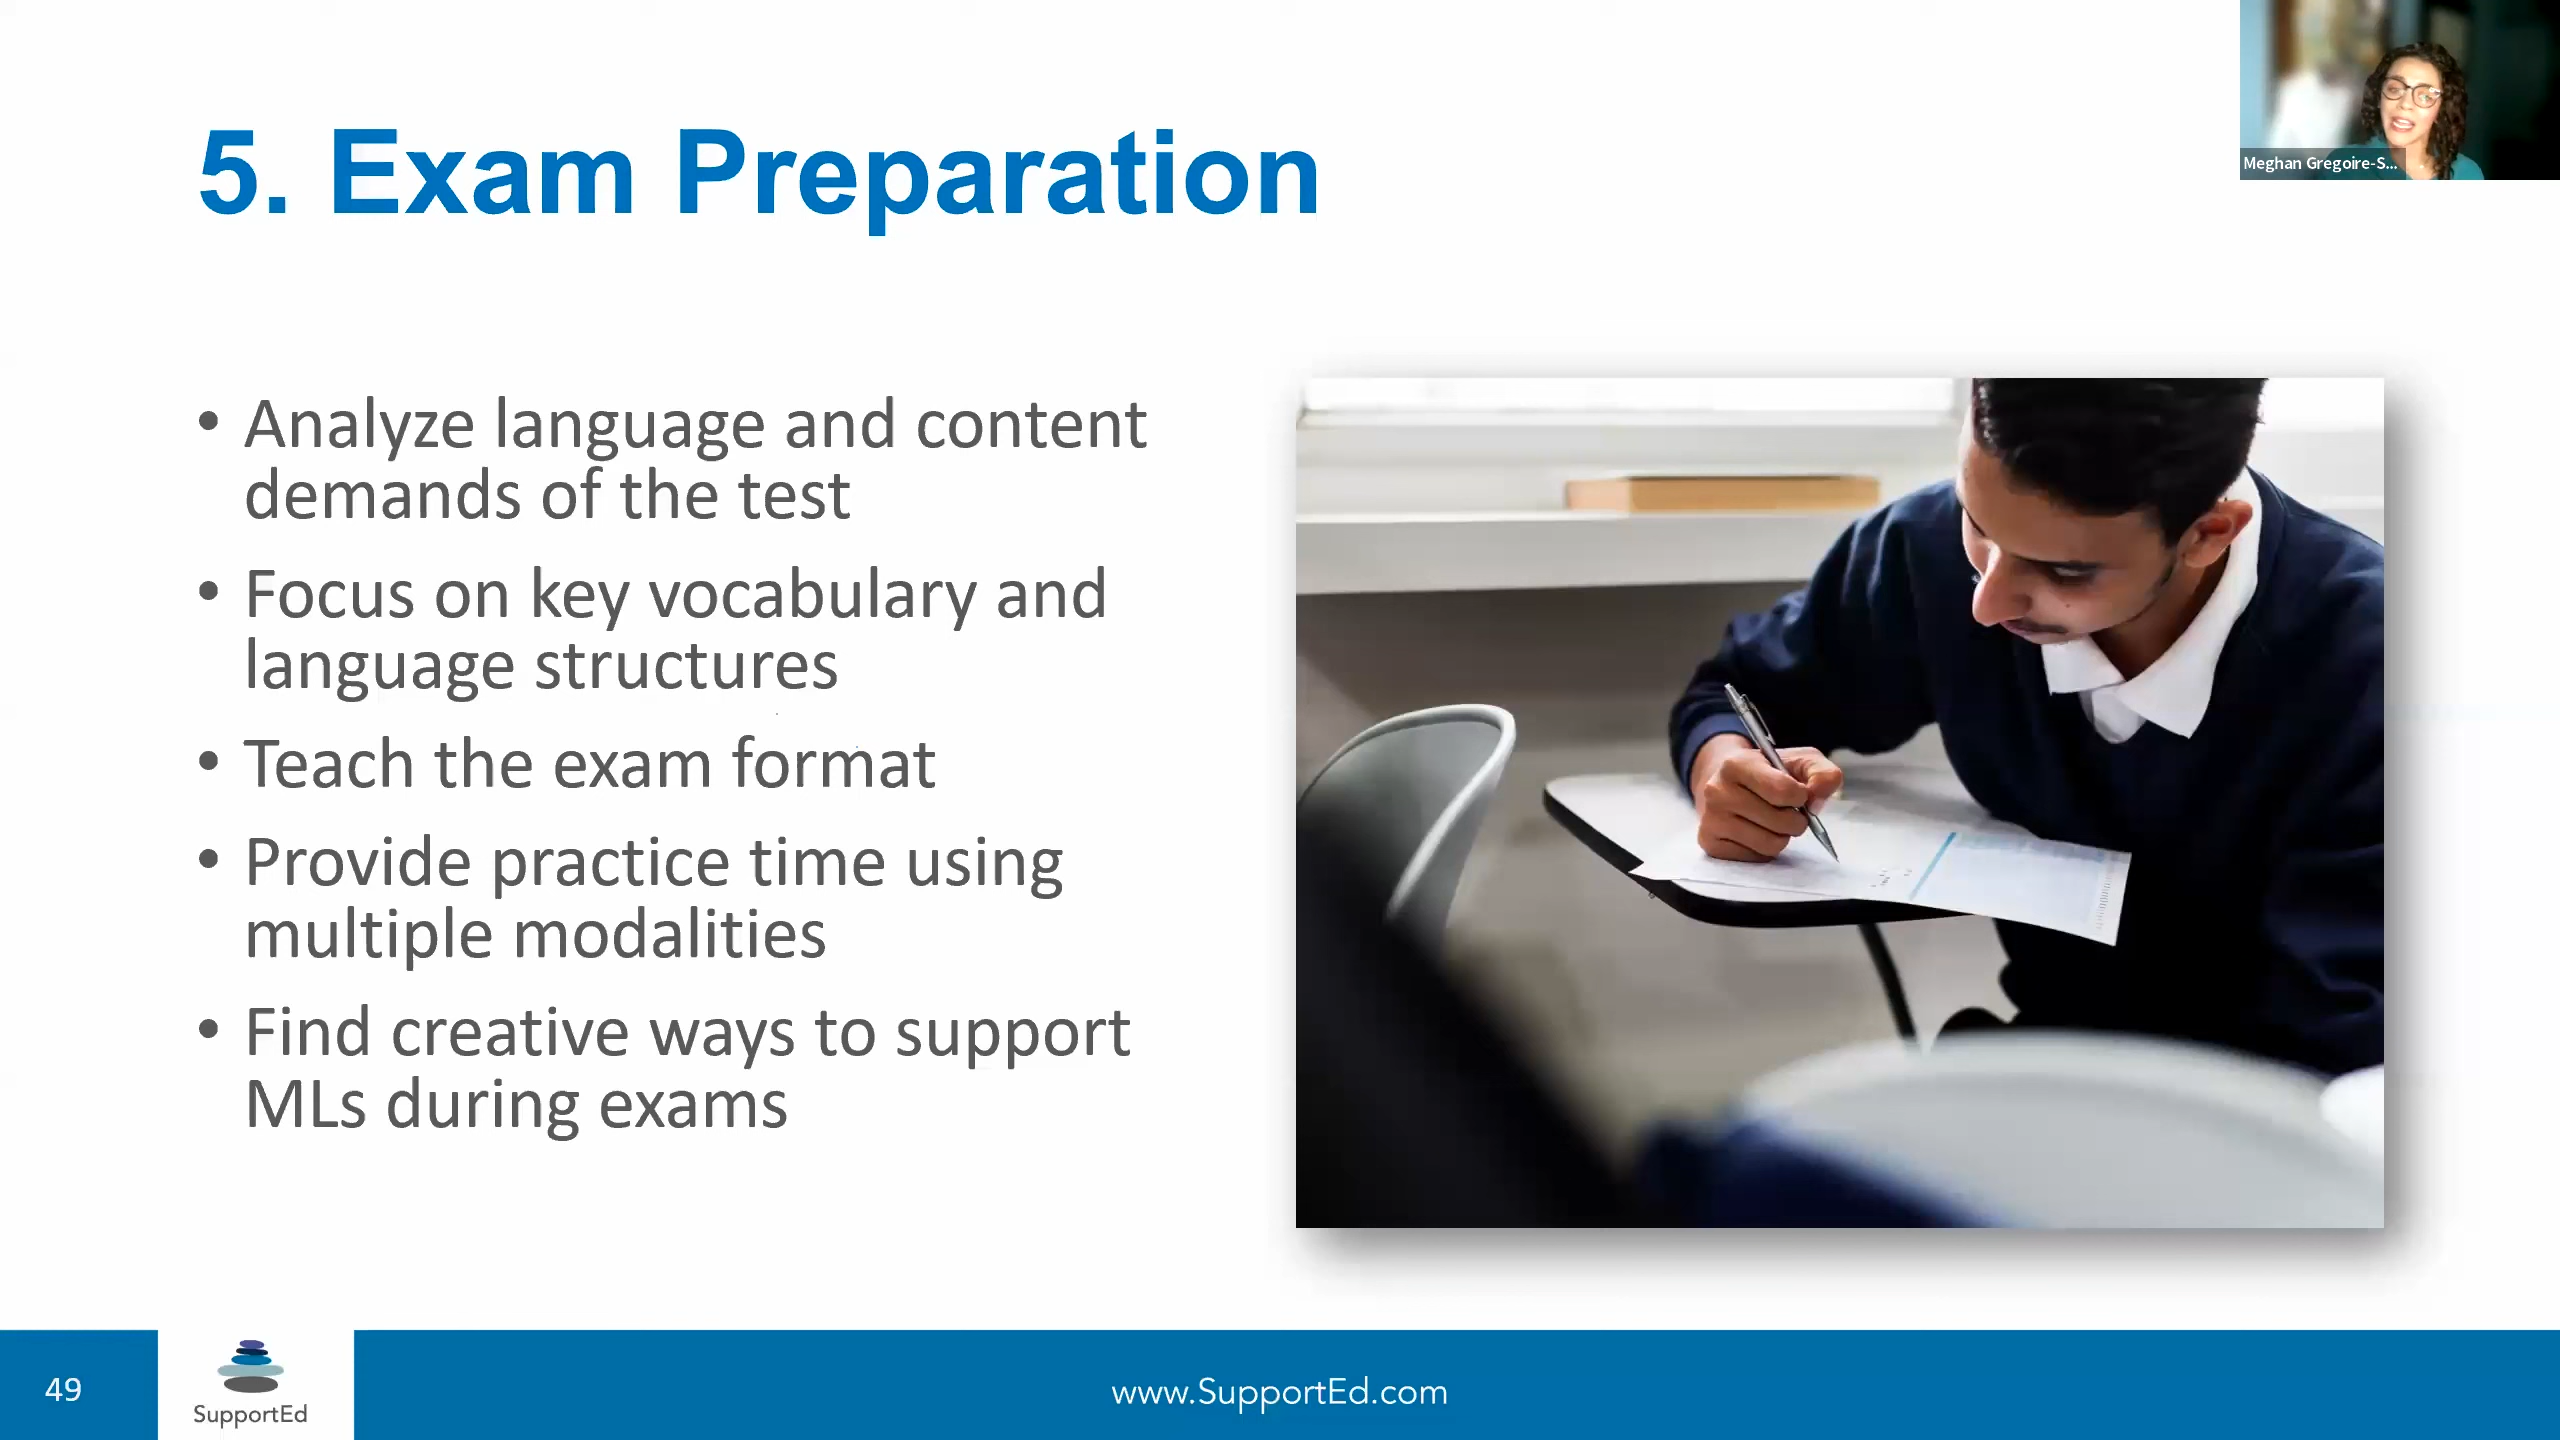 5. Exam Preparation
Meghan Gregoire-S...
• Analyze language and content
demands of the test
• Focus on key vocabulary and
language structures
• Teach the exam format
• Provide practice time using
multiple modalities
• Find creative ways to support
MLs during exams
49
SupportEd
www.SupportEd.com